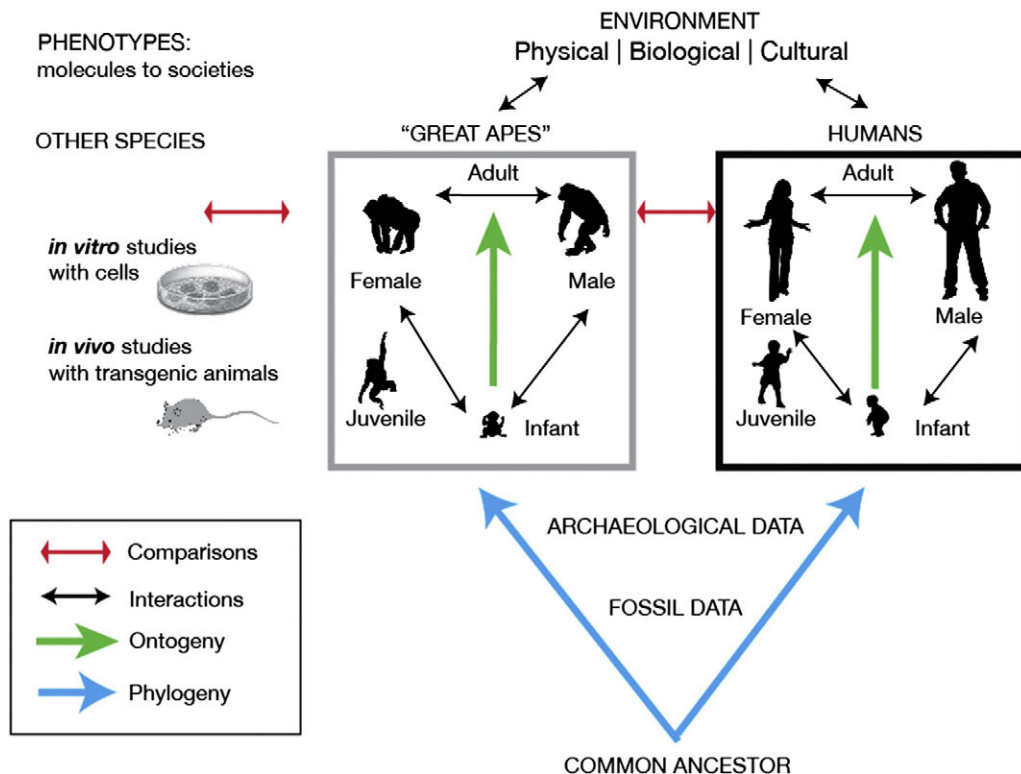 PHENOTYPES:
molecules to societies
ENVIRONMENT
Physical | Biological | Cultural
OTHER SPECIES
in vitro studies
with cells
in vivo studies
with transgenic animals
"GREAT APES"
Adult
Female
Male
Juvenile
Infant
HUMANS
Adult
Female
Male
Juvenile
Infant
Comparisons
Interactions
Ontogeny
Phylogeny
ARCHAEOLOGICAL DATA
FOSSIL DATA
COMMON ANCESTOR